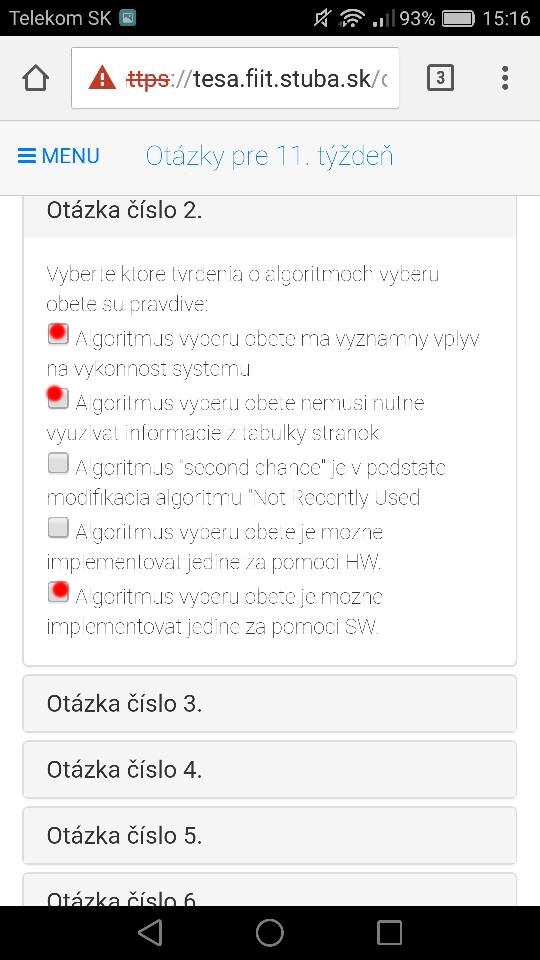 Telekom SK 93% 15:16
ttps://tesa.fiit.stuba.sk/c 3
MENU Otázky pre 11. týždeň
Otázka číslo 2.
Vyberte ktore tvrdenia o algoritmoch vyberu
obete su pravdive:
Algoritmus vyperu obete ma vyznamny vplyv
na vykonnost systemu
Algoritmus vyberu obete nemusi nutne
vyuzivat informacie z tabulky stranok
Algoritmus "second chance" je v podstate
modifikacia algoritmu "Not Recently Used
Algoritmus vyberu obete je mozne
implementovat jedine za pomoci HW.
Algoritmus vyberu obete je mozne
implementovat jedine za pomoci SW.
Otázka číslo 3.
Otázka číslo 4.
Otázka číslo 5.
Otázka číslo 6